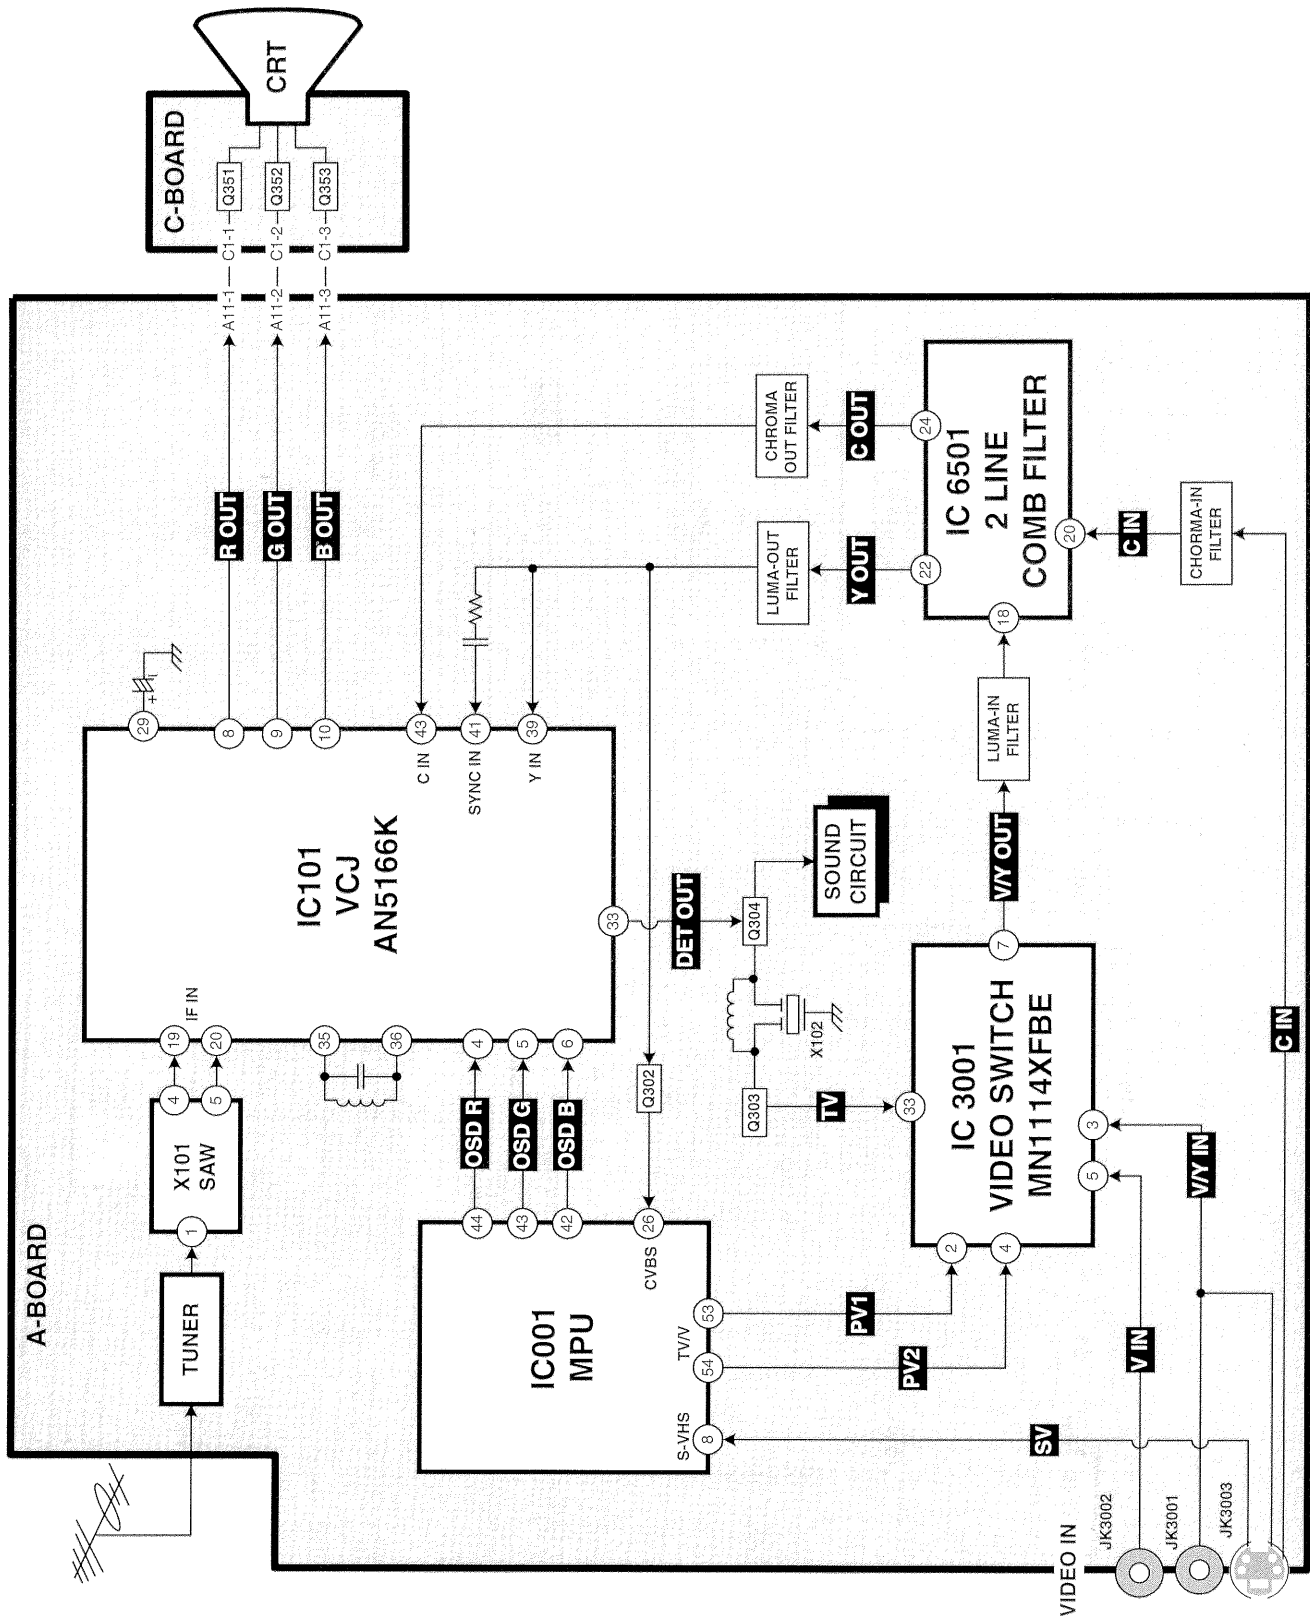 A-BOARD
C-BOARD
CRT
TUNER
1
X101
SAW
4
5
19
20
IF IN
IC101
VCJ
AN5166K
29
+
8
9
10
R OUT
G OUT
B OUT
A11-1
C1-1
Q351
A11-2
C1-2
Q352
A11-3
C1-3
Q353
35
36
4
5
6
OSD R
OSD G
OSD B
44
43
42
26
CVBS
IC001
MPU
53
54
TV/V
8
S-VHS
43
C IN
41
SYNC IN
39
Y IN
33
DET OUT
Q302
Q304
SOUND
CIRCUIT
X102
Q303
TV
33
PV1
PV2
2
4
IC 3001
VIDEO SWITCH
MN1114XFBE
5
3
7
V/Y OUT
LUMA-IN
FILTER
18
IC 6501
2 LINE
COMB FILTER
22
24
20
Y OUT
C OUT
LUMA-OUT
FILTER
CHROMA
OUT FILTER
C IN
CHORMA-IN
FILTER
C IN
V/Y IN
V IN
SV
VIDEO IN
JK3002
JK3001
JK3003